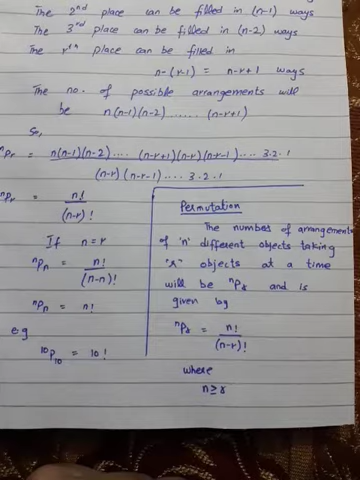 The 2nd place can be filled in (n-1) ways
The 3rd place can be filled in (n-2) ways
The rth place can be filled in
n-(r-1) = n-r+1 ways
The no. of possible arrangements will
be n(n-1)(n-2) ...... (n-r+1)
So,
nPr = n(n-1)(n-2).... (n-r+1)(n-r)(n-r-1).... 3.2.1
(n-r)(n-r-1).... 3.2.1
nPr = n!
(n-r)!
If n=r
nPn = n!
(n-n)!
nPn = n!
eg
10P10 = 10!
Permutation
The number of arrangements
of 'n' different objects taking
"r" objects at a time
will be nPr and is
given by
nPr = n!
(n-r)!
where
n≥r